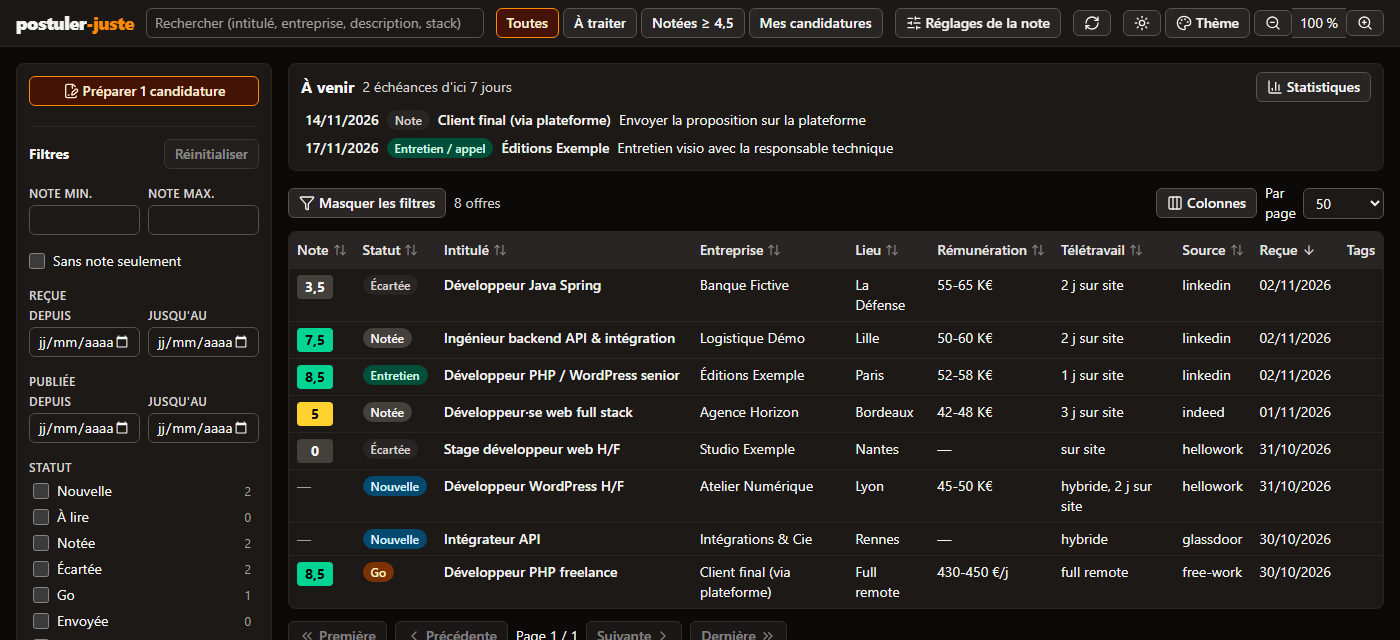 postuler-juste
Rechercher (intitulé, entreprise, description, stack)
Toutes
À traiter
Notées ≥ 4,5
Mes candidatures
Réglages de la note
Thème
100 %
Préparer 1 candidature
Filtres
Réinitialiser
NOTE MIN.
NOTE MAX.
Sans note seulement
REÇUE
DEPUIS
JUSQU'AU
jj/mm/aaaa
jj/mm/aaaa
PUBLIÉE
DEPUIS
JUSQU'AU
jj/mm/aaaa
jj/mm/aaaa
STATUT
Nouvelle 2
À lire 0
Notée 2
Écartée 2
Go 1
Envoyée 0
À venir 2 échéances d'ici 7 jours
Statistiques
14/11/2026 Note Client final (via plateforme) Envoyer la proposition sur la plateforme
17/11/2026 Entretien / appel Éditions Exemple Entretien visio avec la responsable technique
Masquer les filtres
8 offres
Colonnes
Par
page
50
Note Statut Intitulé Entreprise Lieu Rémunération Télétravail Source Reçue Tags
3,5 Écartée Développeur Java Spring Banque Fictive La Défense 55-65 K€ 2 j sur site linkedin 02/11/2026
7,5 Notée Ingénieur backend API & intégration Logistique Démo Lille 50-60 K€ 2 j sur site linkedin 02/11/2026
8,5 Entretien Développeur PHP / WordPress senior Éditions Exemple Paris 52-58 K€ 1 j sur site linkedin 02/11/2026
5 Notée Développeur·se web full stack Agence Horizon Bordeaux 42-48 K€ 3 j sur site indeed 01/11/2026
0 Écartée Stage développeur web H/F Studio Exemple Nantes — sur site hellowork 31/10/2026
— Nouvelle Développeur WordPress H/F Atelier Numérique Lyon 45-50 K€ hybride, 2 j sur site hellowork 31/10/2026
— Nouvelle Intégrateur API Intégrations & Cie Rennes — hybride glassdoor 30/10/2026
8,5 Go Développeur PHP freelance Client final (via plateforme) Full remote 430-450 €/j full remote free-work 30/10/2026
Première
Précédente
Page 1 / 1
Suivante
Dernière